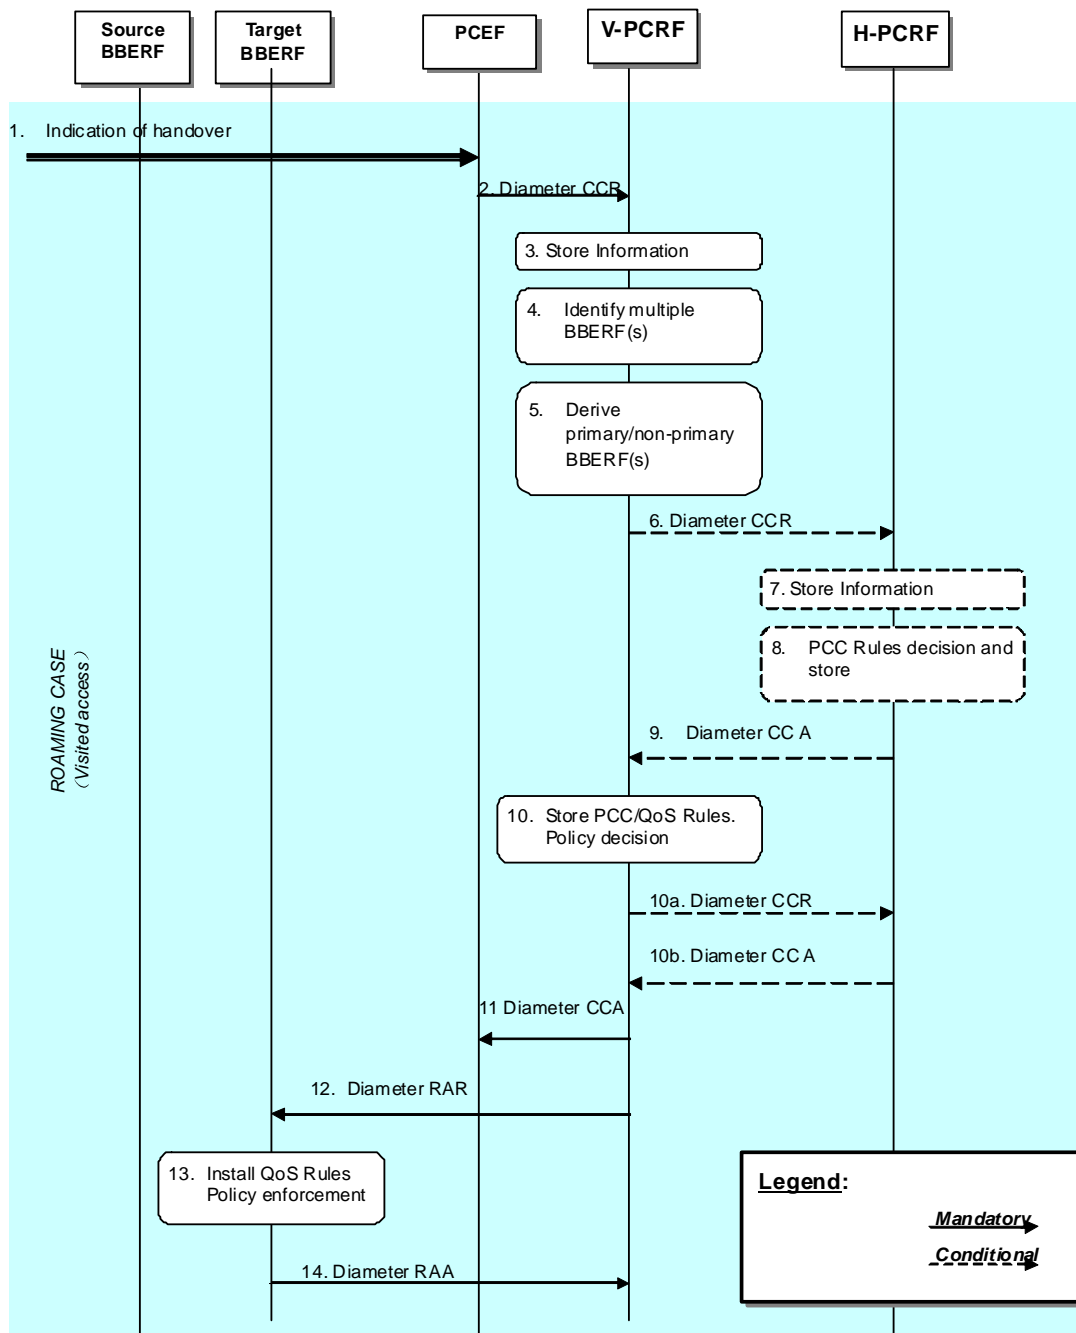 Source
BBERF
Target
BBERF
PCEF
V-PCRF
H-PCRF
1. Indication of handover
2. Diameter CCR
3. Store Information
4. Identify multiple
BBERF(s)
5. Derive
primary/non-primary
BBERF(s)
6. Diameter CCR
7. Store Information
8. PCC Rules decision and
store
9. Diameter CCA
ROAMING CASE
(Visited access)
10. Store PCC/QoS Rules.
Policy decision
10a. Diameter CCR
10b. Diameter CCA
11 Diameter CCA
12. Diameter RAR
13. Install QoS Rules
Policy enforcement
14. Diameter RAA
Legend:
Mandatory
Conditional